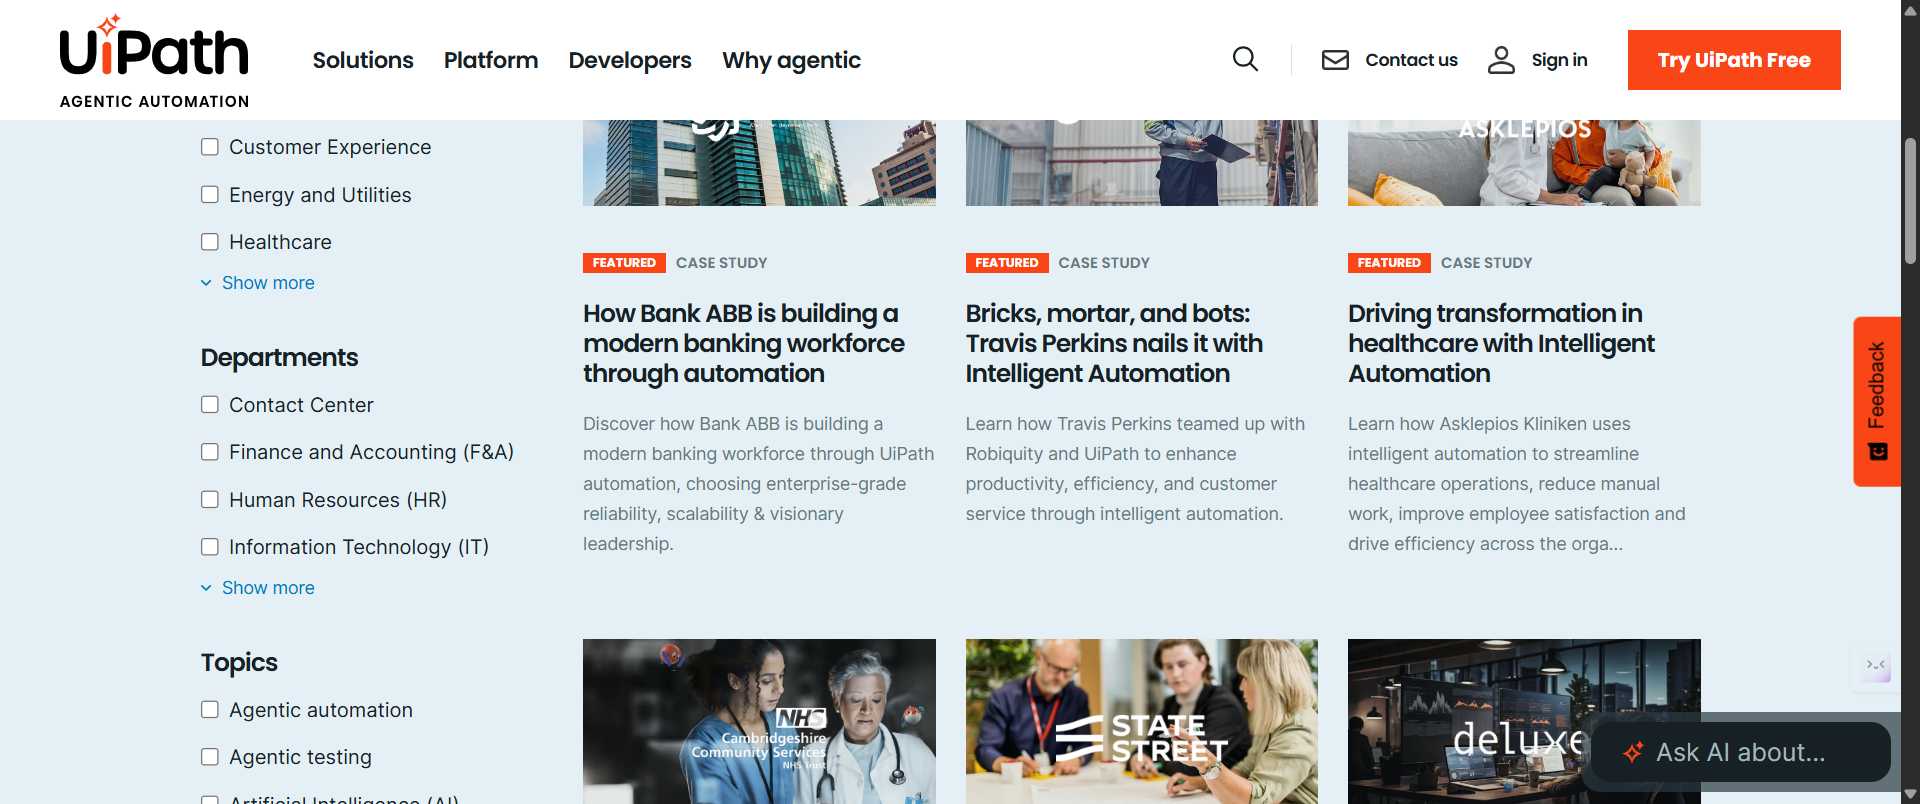 UiPath
AGENTIC AUTOMATION
Solutions
Platform
Developers
Why agentic
Contact us
Sign in
Try UiPath Free
Customer Experience
Energy and Utilities
Healthcare
Show more
Departments
Contact Center
Finance and Accounting (F&A)
Human Resources (HR)
Information Technology (IT)
Show more
Topics
Agentic automation
Agentic testing
Artificial Intelligence (AI)
ASKLEPIOS
FEATURED CASE STUDY
How Bank ABB is building a
modern banking workforce
through automation
Discover how Bank ABB is building a
modern banking workforce through UiPath
automation, choosing enterprise-grade
reliability, scalability & visionary
leadership.
FEATURED CASE STUDY
Bricks, mortar, and bots:
Travis Perkins nails it with
Intelligent Automation
Learn how Travis Perkins teamed up with
Robiquity and UiPath to enhance
productivity, efficiency, and customer
service through intelligent automation.
FEATURED CASE STUDY
Driving transformation in
healthcare with Intelligent
Automation
Learn how Asklepios Kliniken uses
intelligent automation to streamline
healthcare operations, reduce manual
work, improve employee satisfaction and
drive efficiency across the orga...
NHS
Cambridgeshire
Community Services
NHS Trust
STATE
STREET
deluxe
Feedback
Ask AI about...